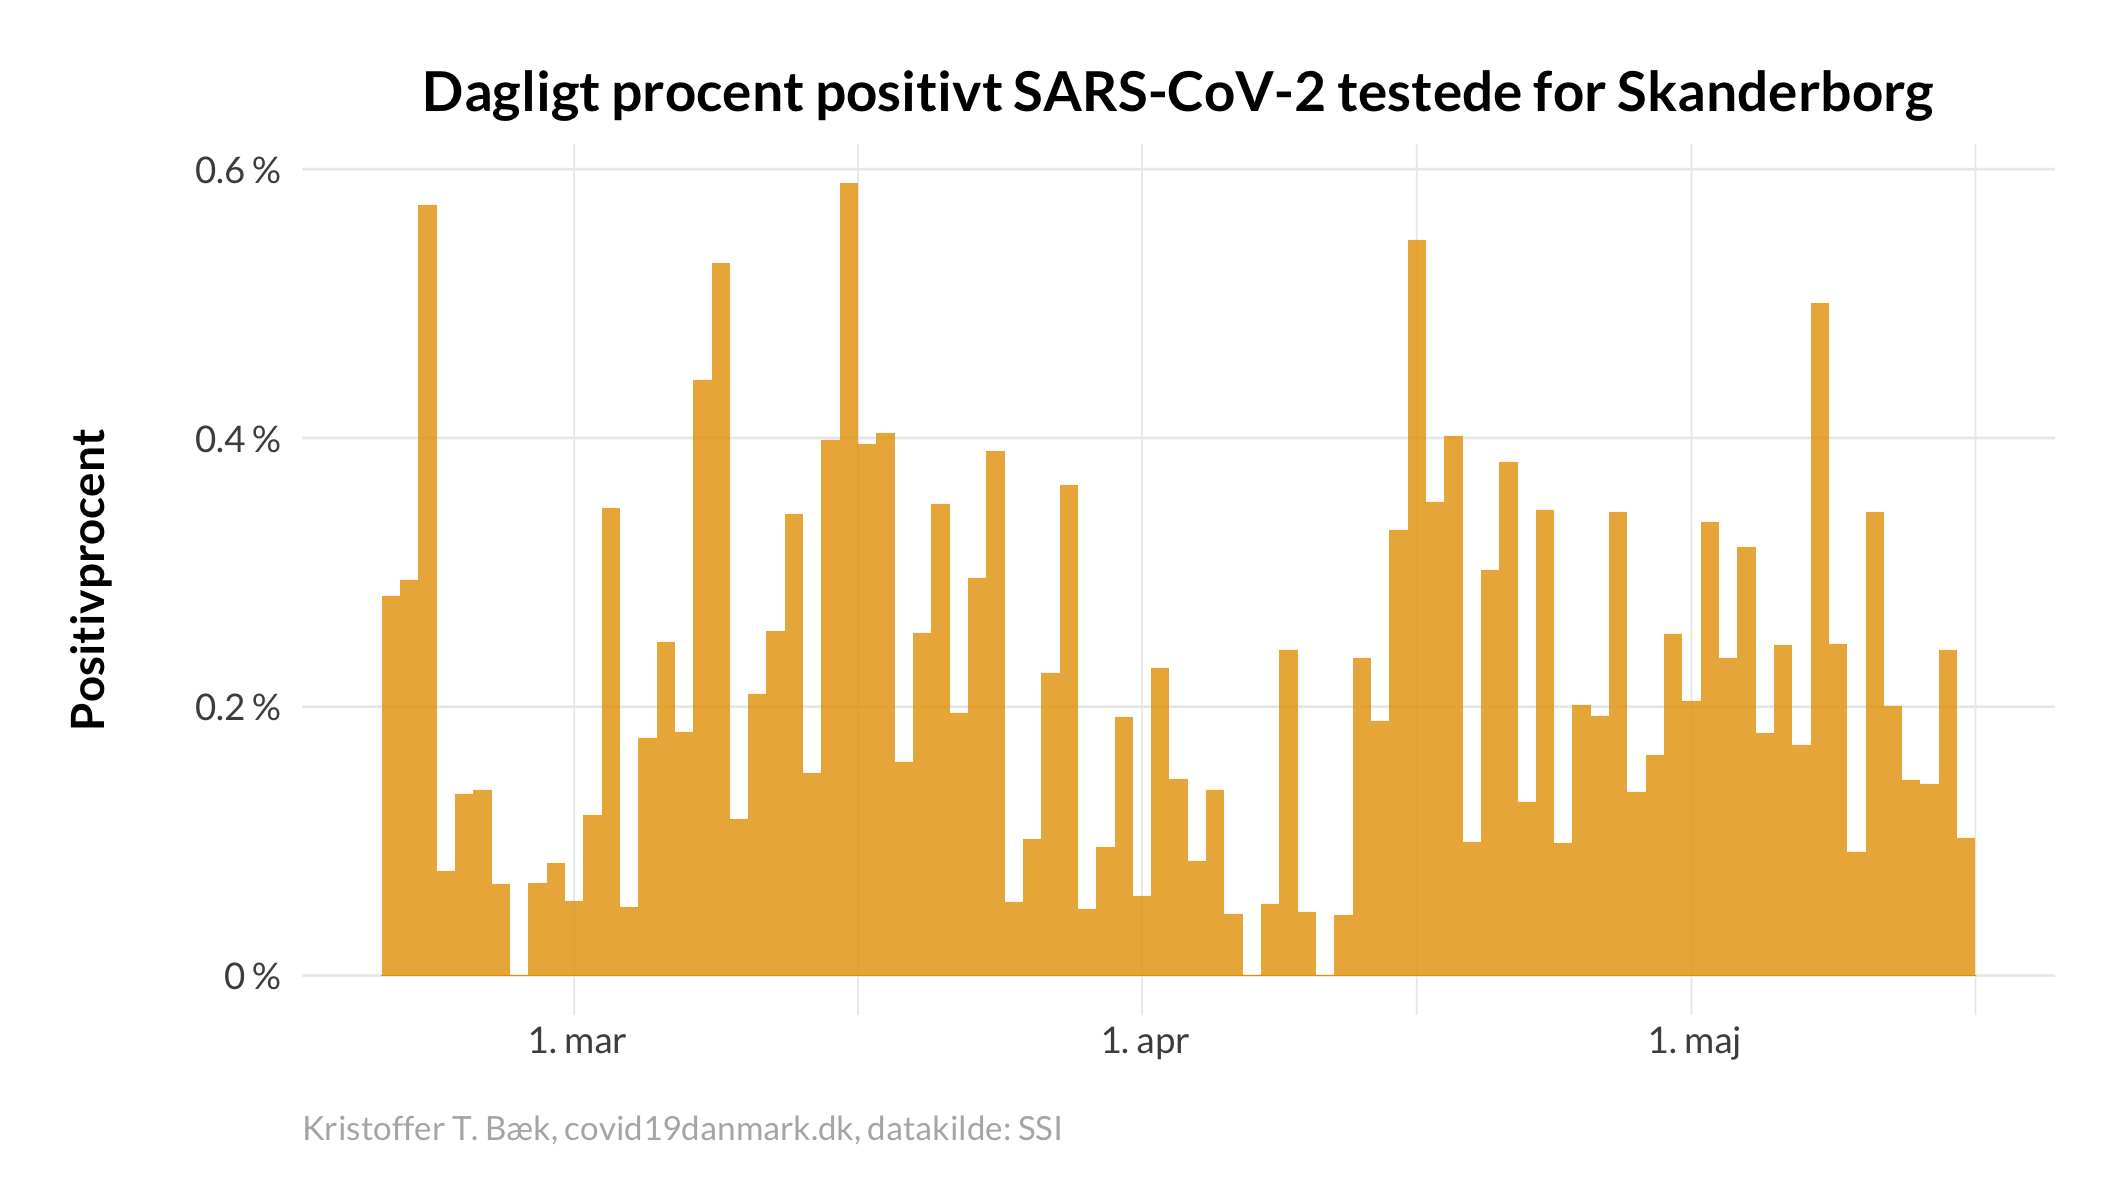 Dagligt procent positivt SARS-CoV-2 testede for Skanderborg
Positivprocent
0.6 %
0.4 %
0.2 %
0 %
1. mar
1. apr
1. maj
Kristoffer T. Bæk, covid19danmark.dk, datakilde: SSI